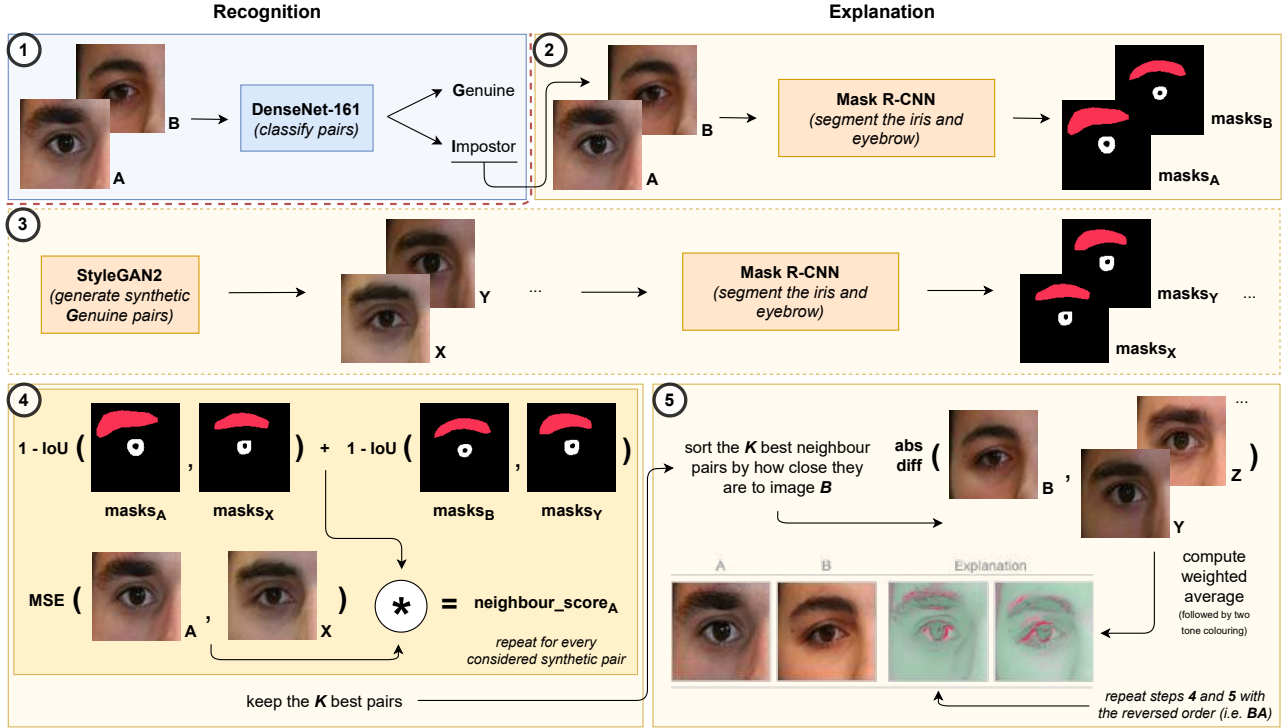 Recognition
Explanation
1
B
A
DenseNet-161
(classify pairs)
Genuine
Impostor
2
B
A
Mask R-CNN
(segment the iris and
eyebrow)
masksB
masksA
3
StyleGAN2
(generate synthetic
Genuine pairs)
Y
X
...
Mask R-CNN
(segment the iris and
eyebrow)
masksY
masksX
...
4
1 - IoU ( , ) + 1 - IoU ( , )
masksA
masksX
masksB
masksY
MSE ( A , X ) * = neighbour_scoreA
repeat for every
considered synthetic pair
keep the K best pairs
5
sort the K best neighbour
pairs by how close they
are to image B
abs
diff ( B , Y Z )
...
compute
weighted
average
(followed by two
tone colouring)
A B Explanation
repeat steps 4 and 5 with
the reversed order (i.e. BA)